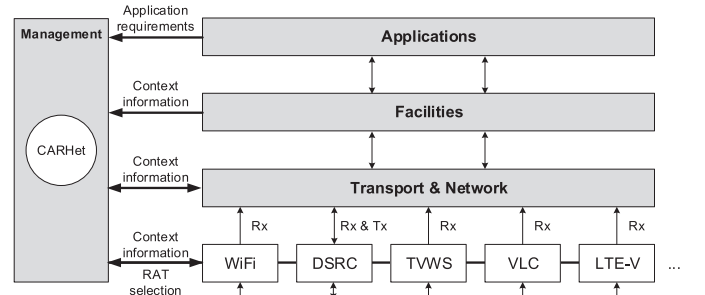 Management
CARHet
Application
requirements
Applications
Context
information
Facilities
Context
information
Transport & Network
Rx
Rx & Tx
Rx
Rx
Rx
Context
information
RAT
selection
WiFi
DSRC
TVWS
VLC
LTE-V
...